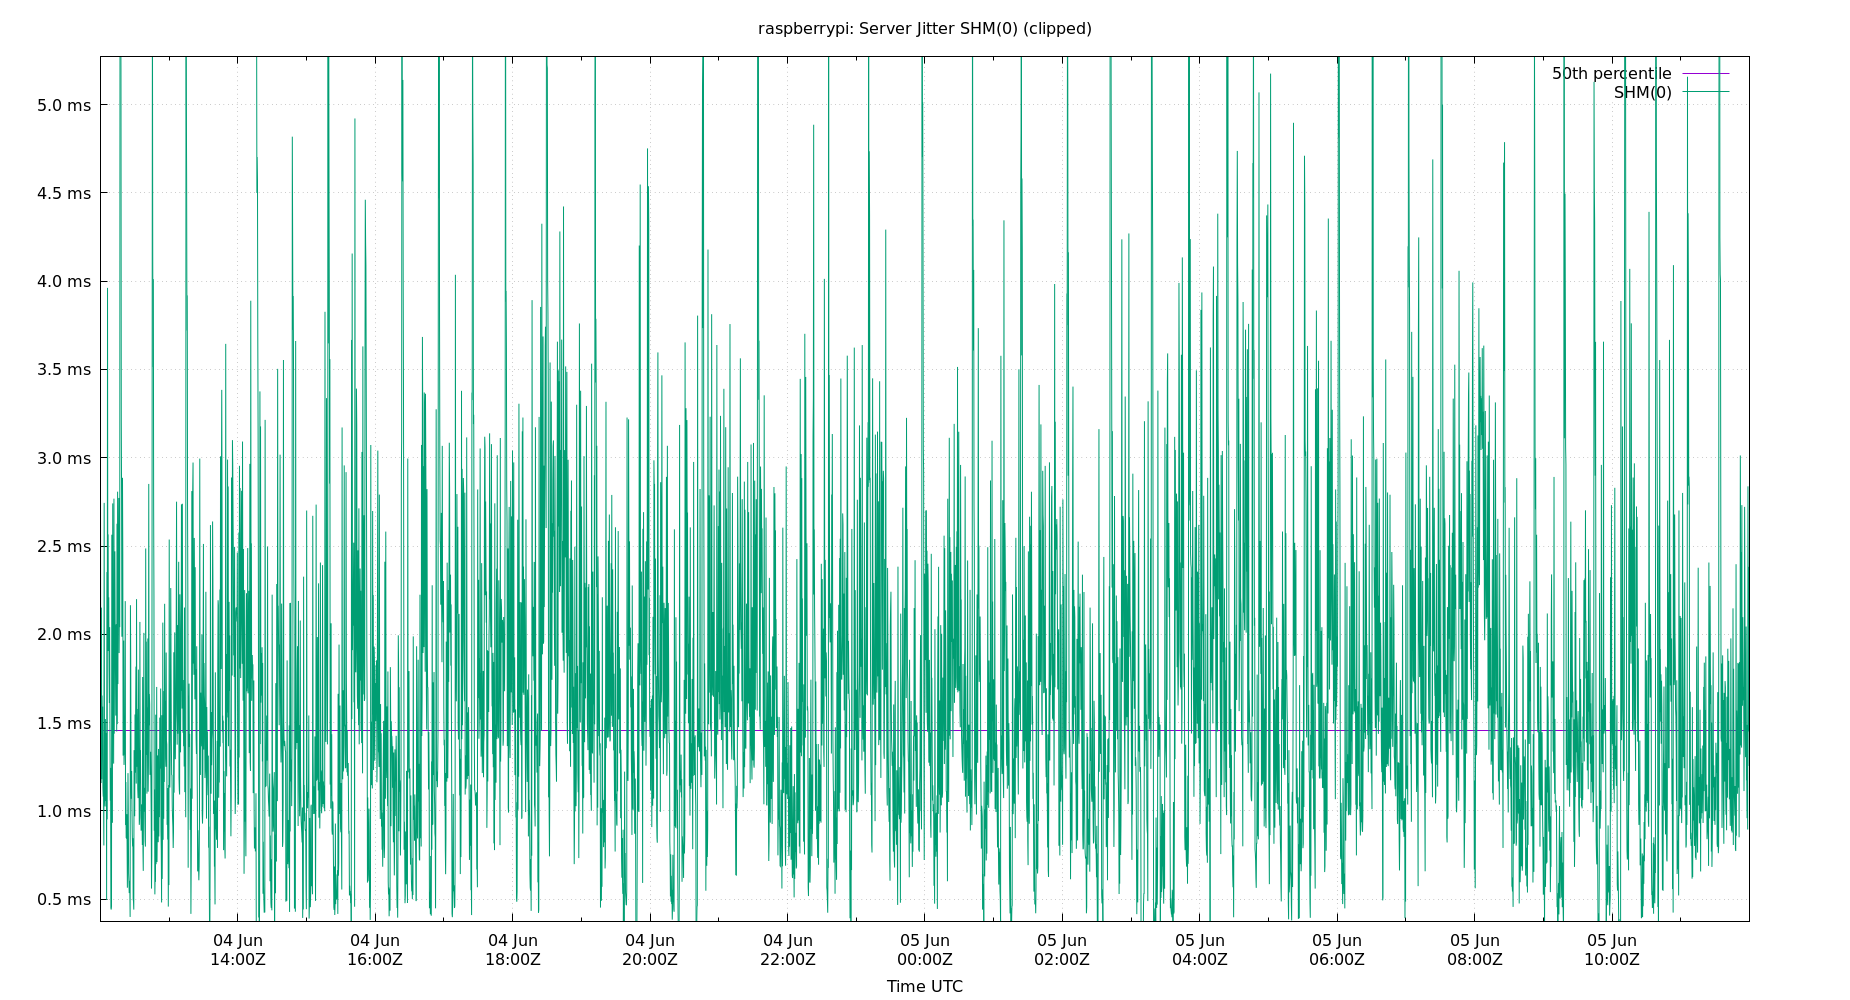 raspberrypi: Server Jitter SHM(0) (clipped)
50th percentile
SHM(0)
5.0 ms
4.5 ms
4.0 ms
3.5 ms
3.0 ms
2.5 ms
2.0 ms
1.5 ms
1.0 ms
0.5 ms
04 Jun 04 Jun 04 Jun 04 Jun 04 Jun 05 Jun 05 Jun 05 Jun 05 Jun 05 Jun 05 Jun
14:00Z 16:00Z 18:00Z 20:00Z 22:00Z 00:00Z 02:00Z 04:00Z 06:00Z 08:00Z 10:00Z
Time UTC